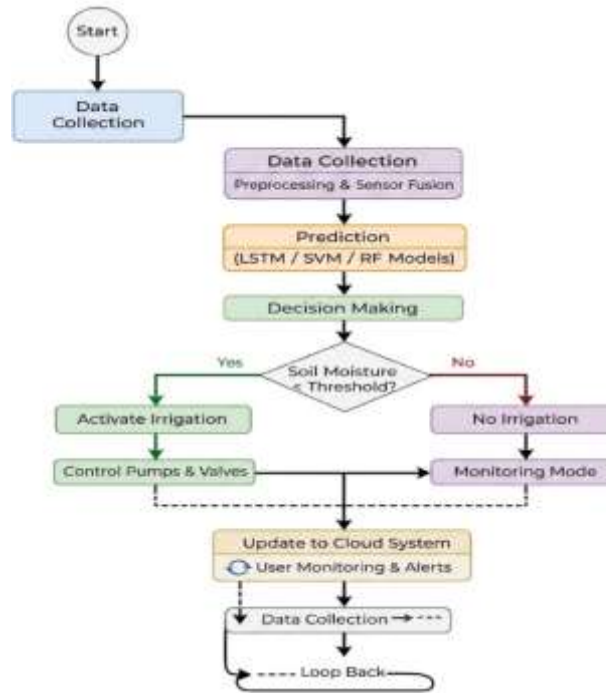 Start
Data
Collection
Data Collection
Preprocessing & Sensor Fusion
Prediction
(LSTM / SVM / RF Models)
Decision Making
Yes
No
Soil Moisture
< Threshold?
Activate Irrigation
No Irrigation
Control Pumps & Valves
Monitoring Mode
Update to Cloud System
User Monitoring & Alerts
Data Collection
Loop Back